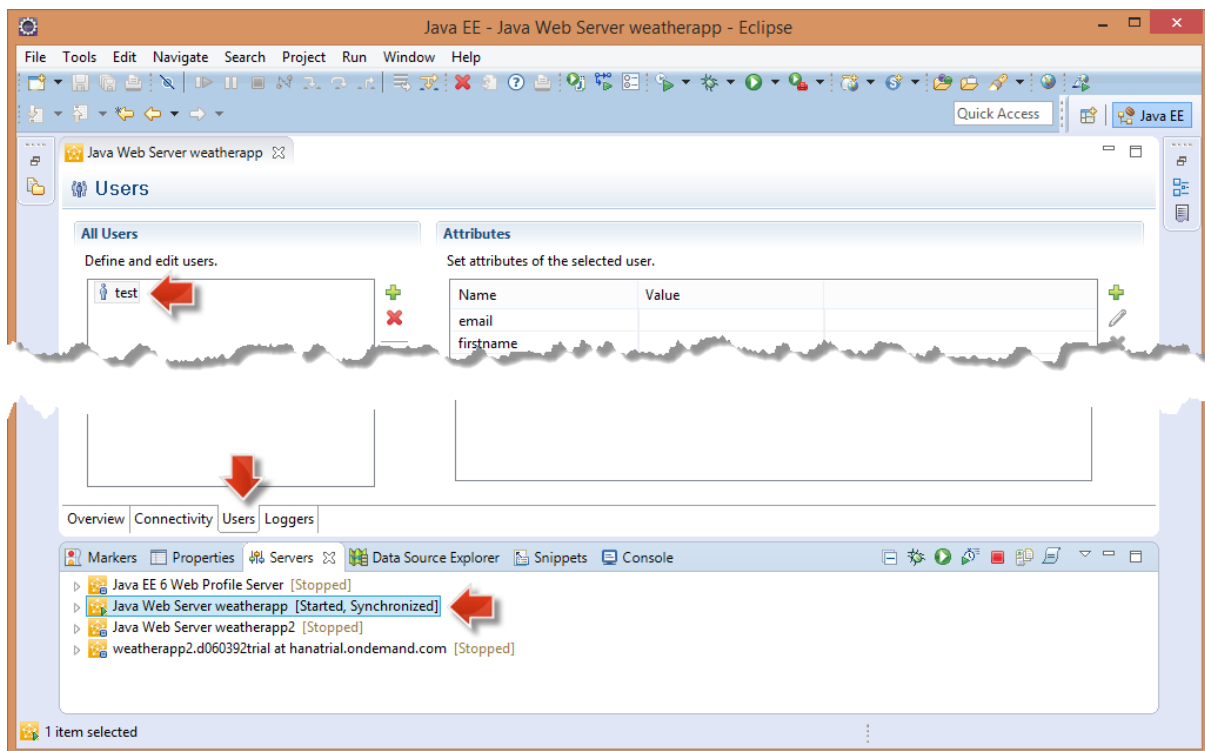 Java EE - Java Web Server weatherapp - Eclipse
File Tools Edit Navigate Search Project Run Window Help
Quick Access Java EE
Java Web Server weatherapp
Users
All Users Attributes
Define and edit users. Set attributes of the selected user.
test
Name Value
email
firstname
Overview Connectivity Users Loggers
Markers Properties Servers Data Source Explorer Snippets Console
Java EE 6 Web Profile Server [Stopped]
Java Web Server weatherapp [Started, Synchronized]
Java Web Server weatherapp2 [Stopped]
weatherapp2.d060392trial at hanatrial.ondemand.com [Stopped]
1 item selected